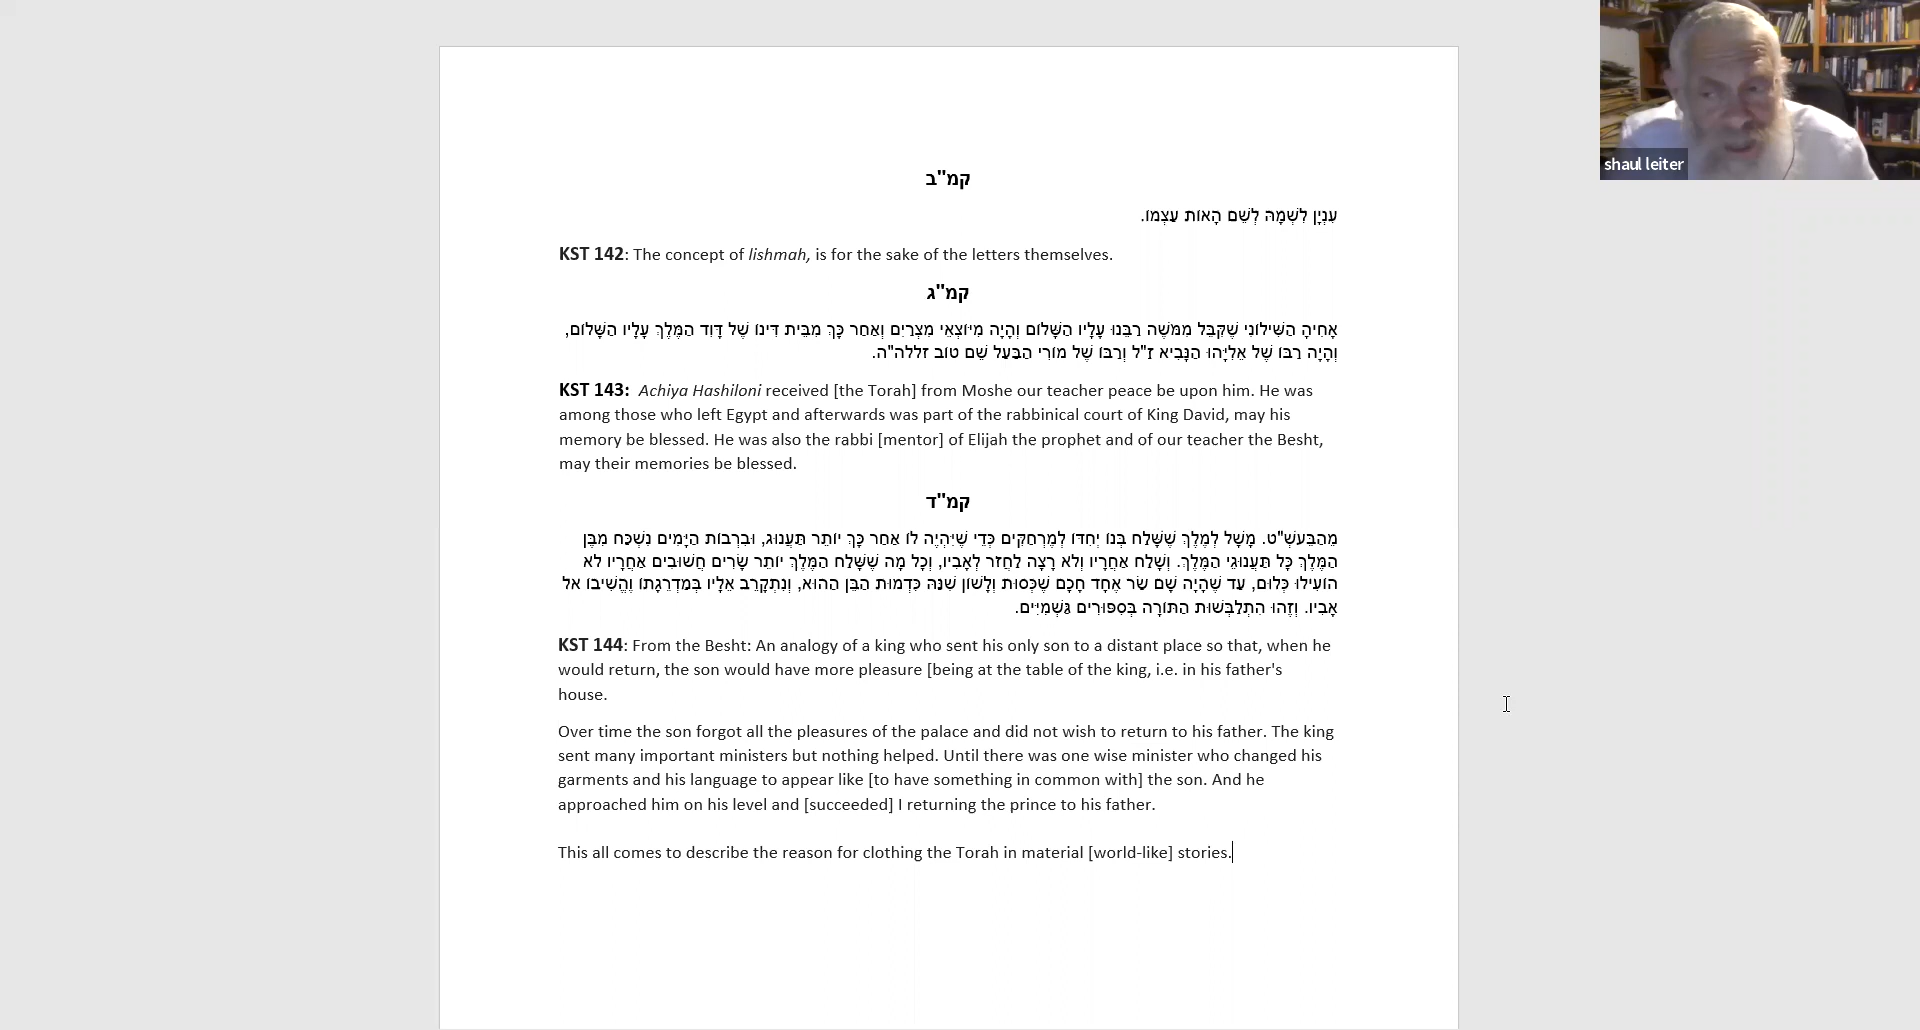 shaul leiter
קמ"ב
עִנְיָן לִשְׁמָהּ לְשֵׁם הָאוֹת עַצְמוֹ.
KST 142: The concept of lishmah, is for the sake of the letters themselves.
קמ"ג
אֲחִיָּה הַשִּׁילוֹנִי שֶׁקִּבֵּל מִמֹּשֶׁה רַבֵּנוּ עָלָיו הַשָּׁלוֹם וְהָיָה מִיּוֹצְאֵי מִצְרַיִם וְאַחַר כָּךְ מִבֵּית דִּינוֹ שֶׁל דָּוִד הַמֶּלֶךְ עָלָיו הַשָּׁלוֹם,
וְהָיָה רַבּוֹ שֶׁל אֵלִיָּהוּ הַנָּבִיא ז"ל וְרַבּוֹ שֶׁל מוֹרִי הַבַּעַל שֵׁם טוֹב זללה"ה.
KST 143: Achiya Hashiloni received [the Torah] from Moshe our teacher peace be upon him. He was
among those who left Egypt and afterwards was part of the rabbinical court of King David, may his
memory be blessed. He was also the rabbi [mentor] of Elijah the prophet and of our teacher the Besht,
may their memories be blessed.
קמ"ד
מֵהַבֵּעשְׁ"ט. מָשָׁל לְמֶלֶךְ שֶׁשָּׁלַח בְּנוֹ יְחִדּוֹ לְמֶרְחַקִּים כְּדֵי שֶׁיִּהְיֶה לוֹ אַחַר כָּךְ יוֹתֵר תַּעֲנוּג, וּבִרְבוֹת הַיָּמִים נִשְׁכַּח מִבֶּן
הַמֶּלֶךְ כָּל תַּעֲנוּגֵי הַמֶּלֶךְ. וְשָׁלַח אַחֲרָיו וְלֹא רָצָה לַחֲזֹר לְאָבִיו, וְכָל מָה שֶׁשָּׁלַח הַמֶּלֶךְ יוֹתֵר שָׂרִים חֲשׁוּבִים אַחֲרָיו לֹא
הוֹעִילוּ כְּלוּם, עַד שֶׁהָיָה שָׁם שַׂר אֶחָד חָכָם שֶׁכְּסוּת וְלָשׁוֹן שִׁנָּה כִּדְמוּת הַבֵּן הַהוּא, וְנִתְקָרֵב אֵלָיו בְּמַדְרֵגָתוֹ וֶהֱשִׁיבוֹ אֶל
אָבִיו. וְזֶהוּ הִתְלַבְּשׁוּת הַתּוֹרָה בְּסִפּוּרִים גַּשְׁמִיִּים.
KST 144: From the Besht: An analogy of a king who sent his only son to a distant place so that, when he
would return, the son would have more pleasure [being at the table of the king, i.e. in his father's
house.
Over time the son forgot all the pleasures of the palace and did not wish to return to his father. The king
sent many important ministers but nothing helped. Until there was one wise minister who changed his
garments and his language to appear like [to have something in common with] the son. And he
approached him on his level and [succeeded] I returning the prince to his father.
This all comes to describe the reason for clothing the Torah in material [world-like] stories.